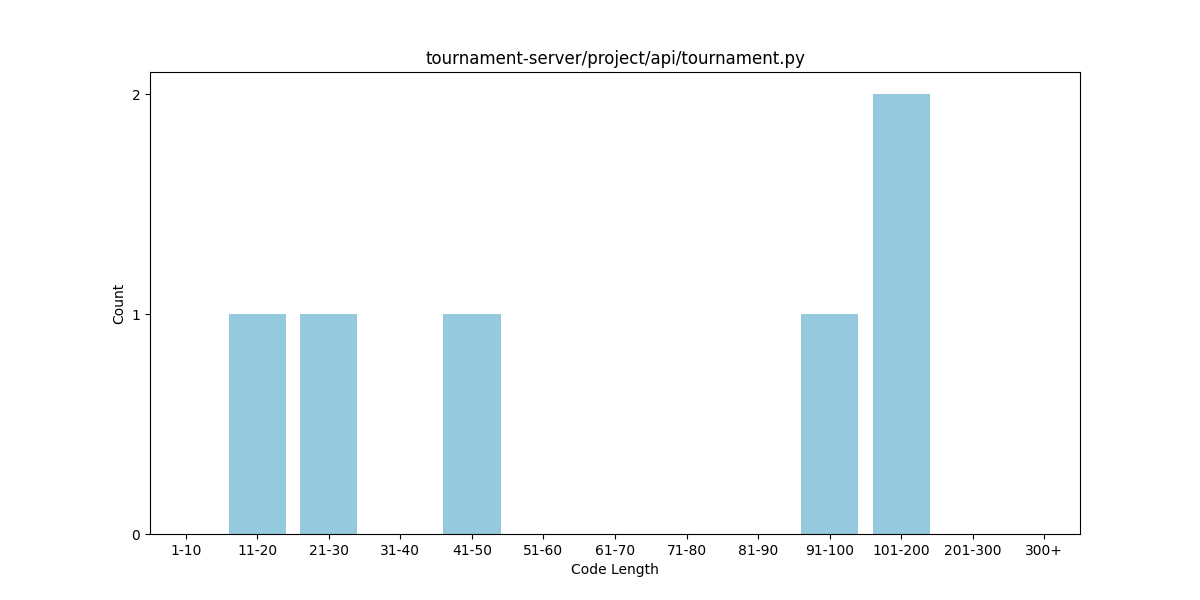 tournament-server/project/api/tournament.py
2
1
0
Count
1-10 11-20 21-30 31-40 41-50 51-60 61-70 71-80 81-90 91-100 101-200 201-300 300+
Code Length